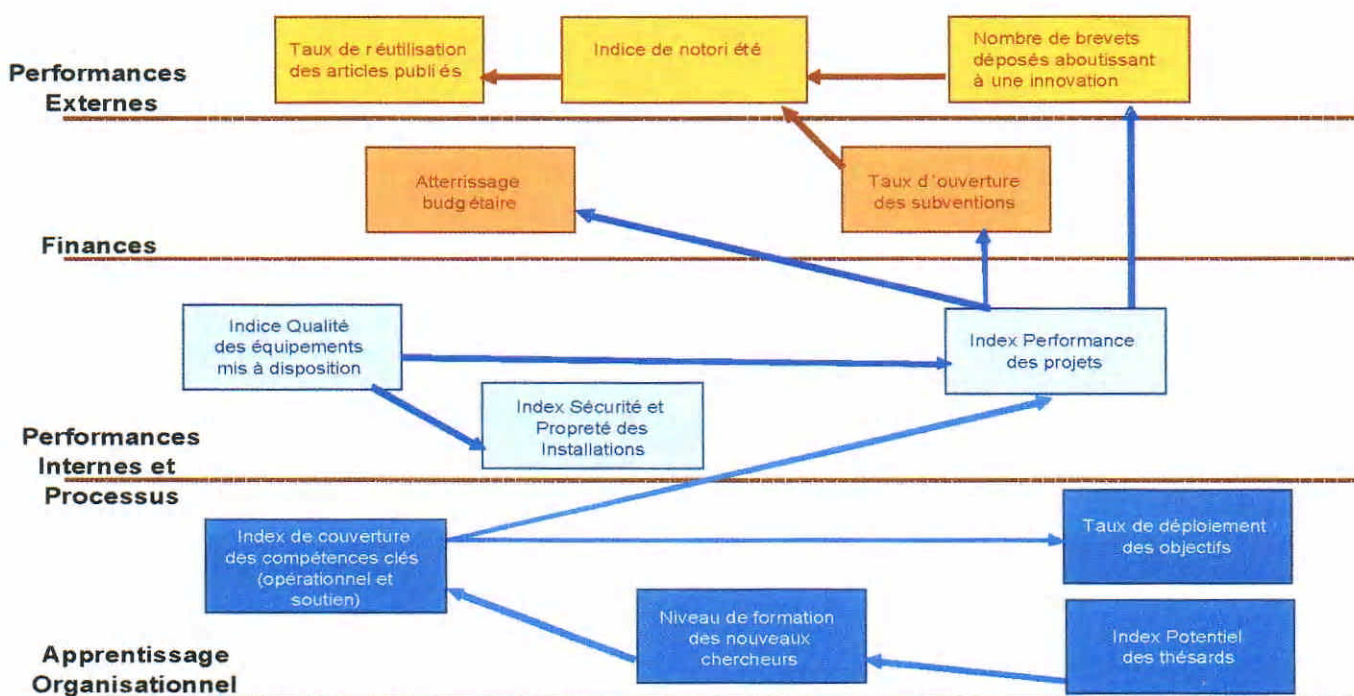 Performances
Externes
Taux de réutilisation
des articles publiés
Indice de notori été
Nombre de brevets
déposés aboutissant
à une innovation
Finances
Atterrissage
budgétaire
Taux d'ouverture
des subventions
Performances
Internes et
Processus
Indice Qualité
des équipements
mis à disposition
Index Performance
des projets
Index Sécurité et
Propreté des
Installations
Apprentissage
Organisationnel
Index de couverture
des compétences clés
(opérationnel et
soutien)
Taux de déploiement
des objectifs
Niveau de formation
des nouveaux
chercheurs
Index Potentiel
des thésards